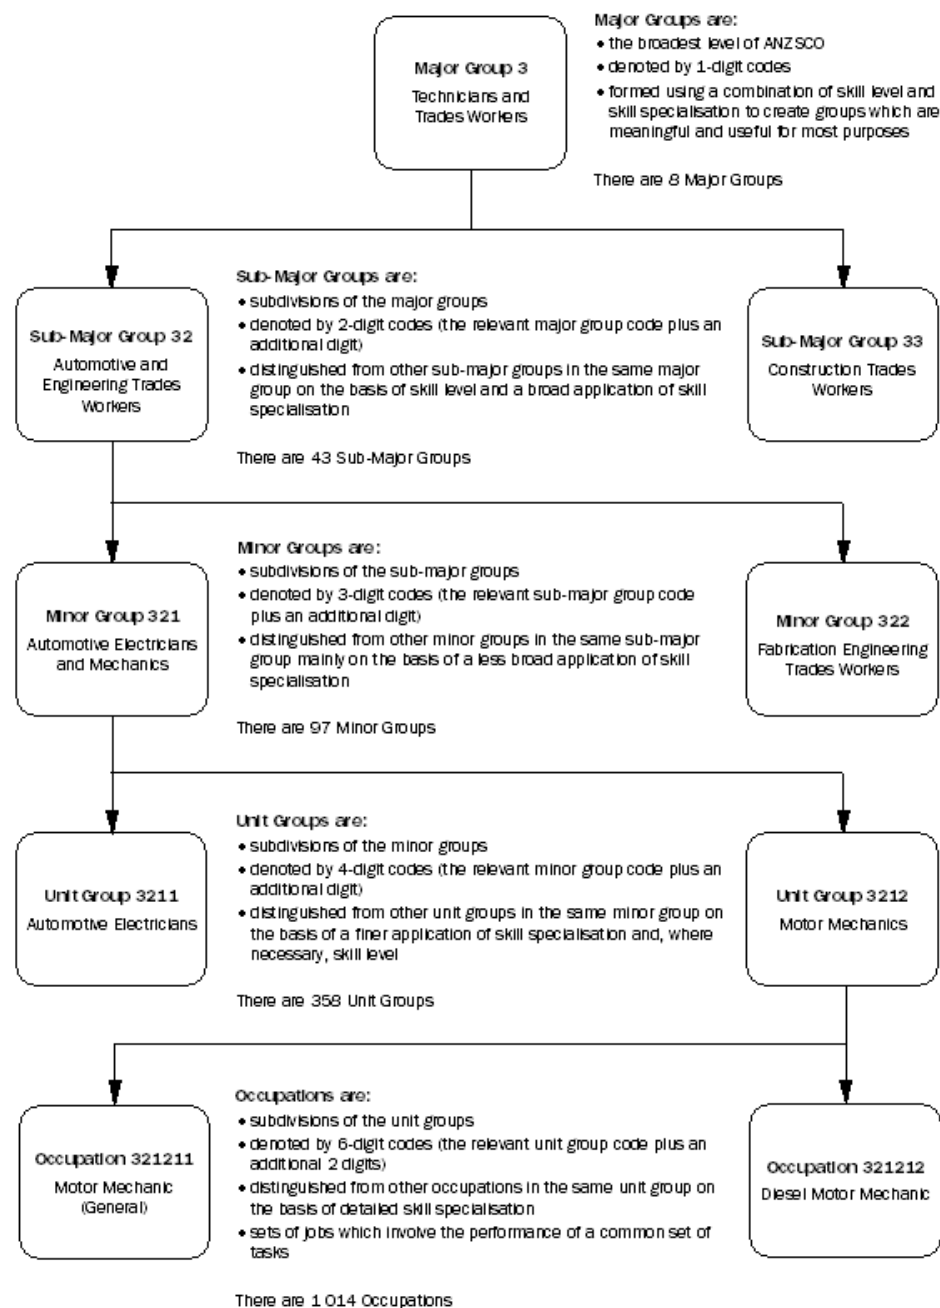 Major Group 3
Technicians and
Trades Workers
Major Groups are:
• the broadest level of ANZSCO
• denoted by 1-digit codes
• formed using a combination of skill level and
skill specialisation to create groups which are
meaningful and useful for most purposes
There are 8 Major Groups
Sub-Major Group 32
Automotive and
Engineering Trades
Workers
Sub-Major Groups are:
• subdivisions of the major groups
• denoted by 2-digit codes (the relevant major group code plus an
additional digit)
• distinguished from other sub-major groups in the same major
group on the basis of skill level and a broad application of skill
specialisation
There are 43 Sub-Major Groups
Sub-Major Group 33
Construction Trades
Workers
Minor Group 321
Automotive Electricians
and Mechanics
Minor Groups are:
• subdivisions of the sub-major groups
• denoted by 3-digit codes (the relevant sub-major group code
plus an additional digit)
• distinguished from other minor groups in the same sub-major
group mainly on the basis of a less broad application of skill
specialisation
There are 97 Minor Groups
Minor Group 322
Fabrication Engineering
Trades Workers
Unit Group 3211
Automotive Electricians
Unit Groups are:
• subdivisions of the minor groups
• denoted by 4-digit codes (the relevant minor group code plus an
additional digit)
• distinguished from other unit groups in the same minor group on
the basis of a finer application of skill specialisation and, where
necessary, skill level
There are 358 Unit Groups
Unit Group 3212
Motor Mechanics
Occupation 321211
Motor Mechanic
(General)
Occupations are:
• subdivisions of the unit groups
• denoted by 6-digit codes (the relevant unit group code plus an
additional 2 digits)
• distinguished from other occupations in the same unit group on
the basis of detailed skill specialisation
• sets of jobs which involve the performance of a common set of
tasks
There are 1 014 Occupations
Occupation 321212
Diesel Motor Mechanic